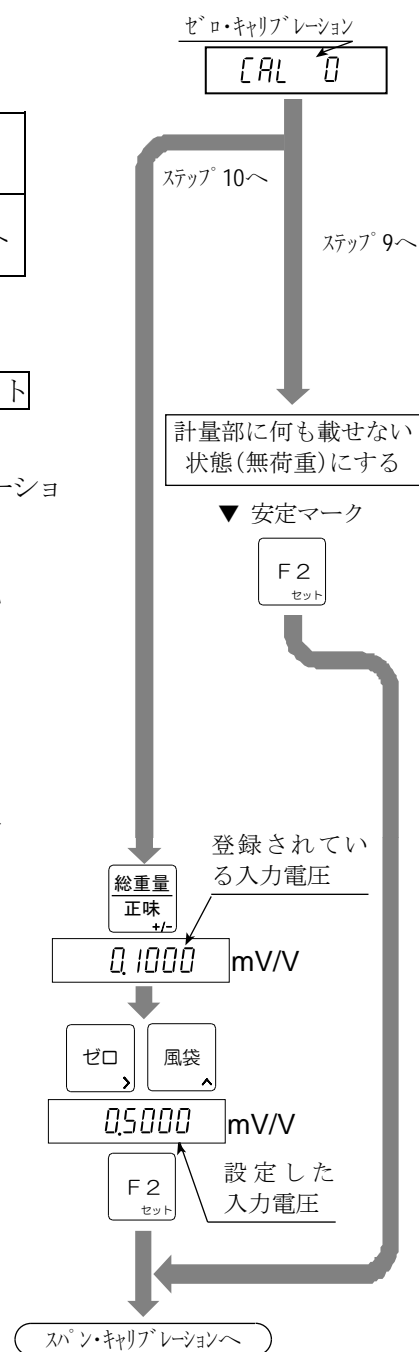 ゼロ・キャリブレーション
CAL 0
ステップ 10へ
ステップ 9へ
ト
計量部に何も載せない
状態(無荷重)にする
ーショ
▼ 安定マーク
F2
セット
登録されてい
る入力電圧
総重量
正味
+/-
0.1000 mV/V
ゼロ
風袋
0.5000 mV/V
設定した
入力電圧
F2
セット
スパン・キャリブレーションへ